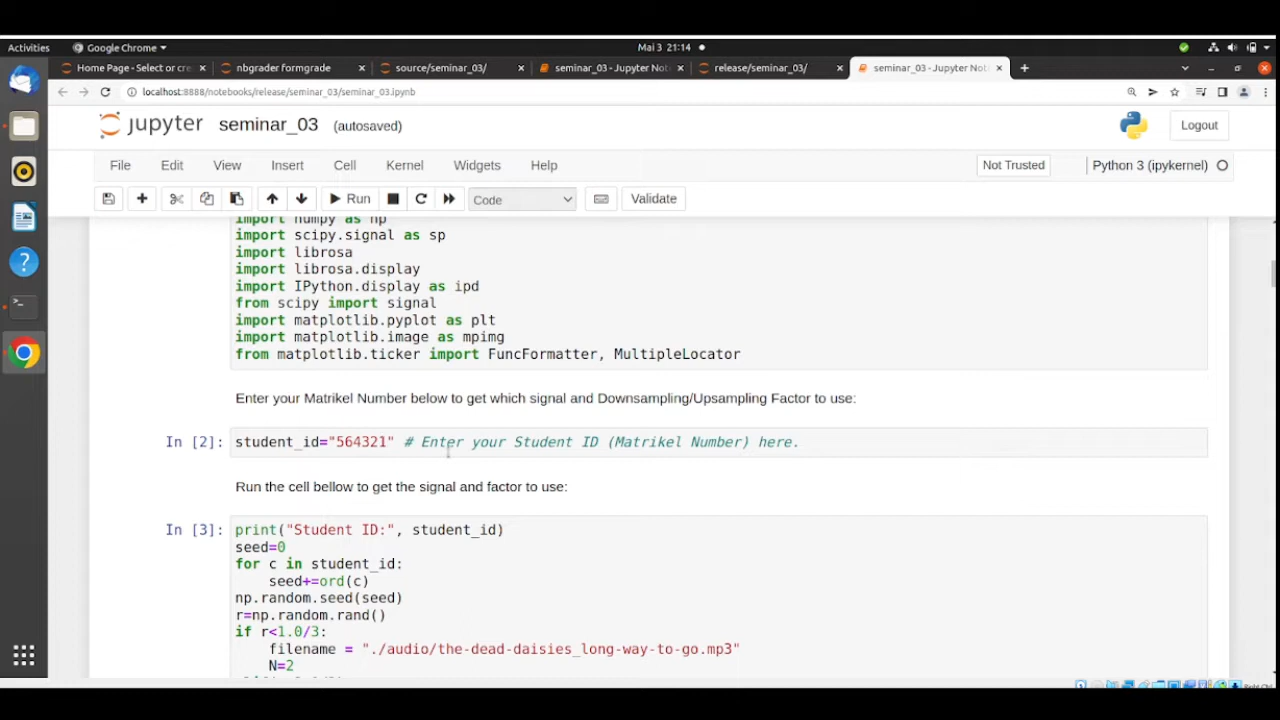 Activities
Google Chrome
Mai 3 21:14
Home Page - Select or cre
nbgrader formgrade
source/seminar_03/
seminar_03 - Jupyter Not
release/seminar_03/
seminar_03 - Jupyter Not
localhost:8888/notebooks/release/seminar_03/seminar_03.ipynb
jupyter seminar_03 (autosaved)
Logout
File Edit View Insert Cell Kernel Widgets Help
Not Trusted
Python 3 (ipykernel)
Run
Code
Validate
import numpy as np
import scipy.signal as sp
import librosa
import librosa.display
import IPython.display as ipd
from scipy import signal
import matplotlib.pyplot as plt
import matplotlib.image as mpimg
from matplotlib.ticker import FuncFormatter, MultipleLocator
Enter your Matrikel Number below to get which signal and Downsampling/Upsampling Factor to use:
In [2]: student_id="564321" # Enter your Student ID (Matrikel Number) here.
Run the cell bellow to get the signal and factor to use:
In [3]: print("Student ID:", student_id)
seed=0
for c in student_id:
seed+=ord(c)
np.random.seed(seed)
r=np.random.rand()
if r<1.0/3:
filename = "./audio/the-dead-daisies_long-way-to-go.mp3"
N=2